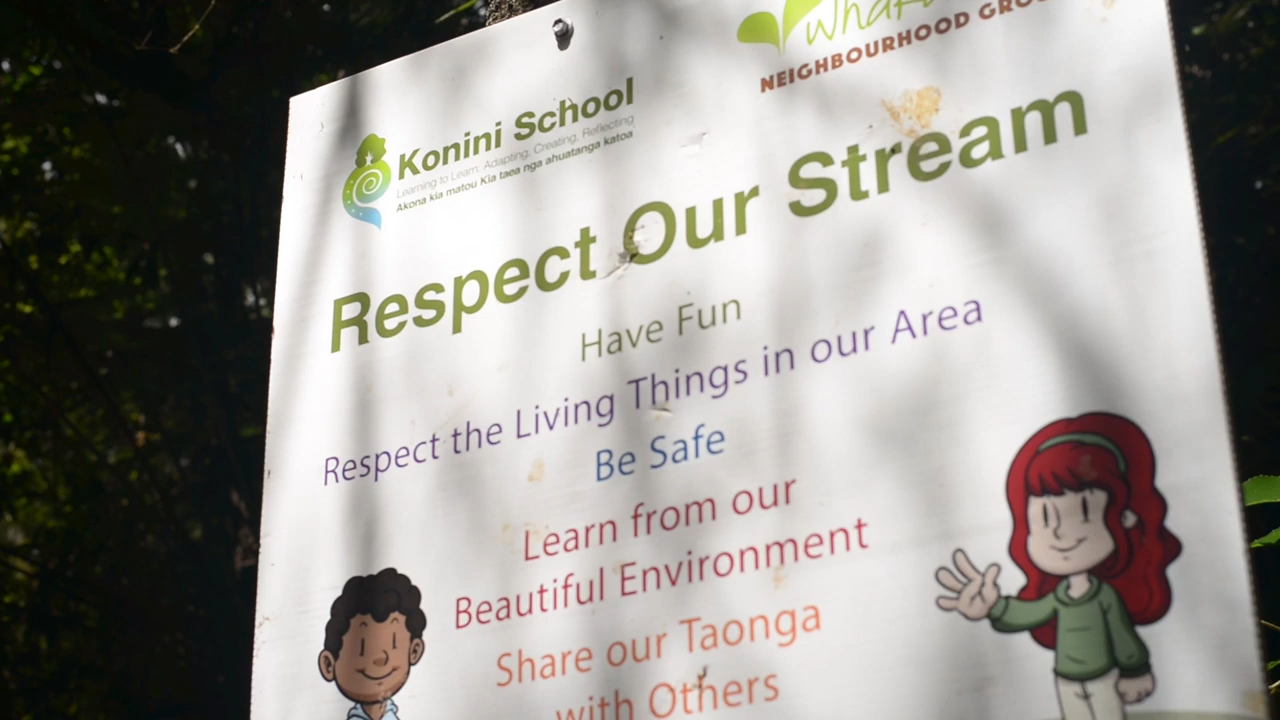 NEIGHBOURHOOD
Konini School
Learning to Learn: Adapting, Creating, Reflecting
Akona kia matou Kia taea nga ahuatanga katoa
Respect Our Stream
Have Fun
Respect the Living Things in our Area
Be Safe
Learn from our
Beautiful Environment
Share our Taonga
with Others